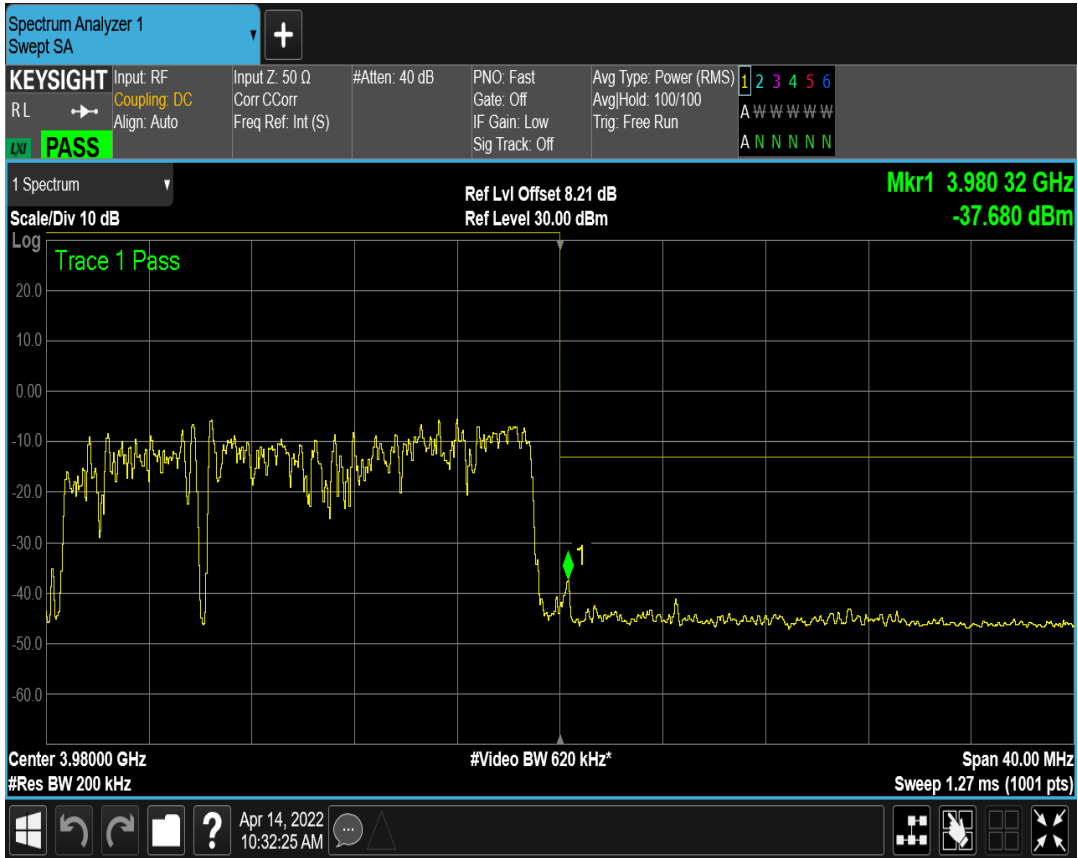 Spectrum Analyzer 1
Swept SA
+
KEYSIGHT
R L
LXI PASS
Input: RF
Coupling: DC
Align: Auto
Input Z: 50 Ω
Corr CCorr
Freq Ref: Int (S)
#Atten: 40 dB
PNO: Fast
Gate: Off
IF Gain: Low
Sig Track: Off
Avg Type: Power (RMS)
Avg|Hold: 100/100
Trig: Free Run
1 2 3 4 5 6
A W W W W W
A N N N N N
1 Spectrum
Scale/Div 10 dB
Ref Lvl Offset 8.21 dB
Ref Level 30.00 dBm
Mkr1 3.980 32 GHz
-37.680 dBm
Log
Trace 1 Pass
20.0
10.0
0.00
-10.0
-20.0
-30.0
-40.0
-50.0
-60.0
1
Center 3.98000 GHz
#Res BW 200 kHz
#Video BW 620 kHz*
Span 40.00 MHz
Sweep 1.27 ms (1001 pts)
?
Apr 14, 2022
10:32:25 AM